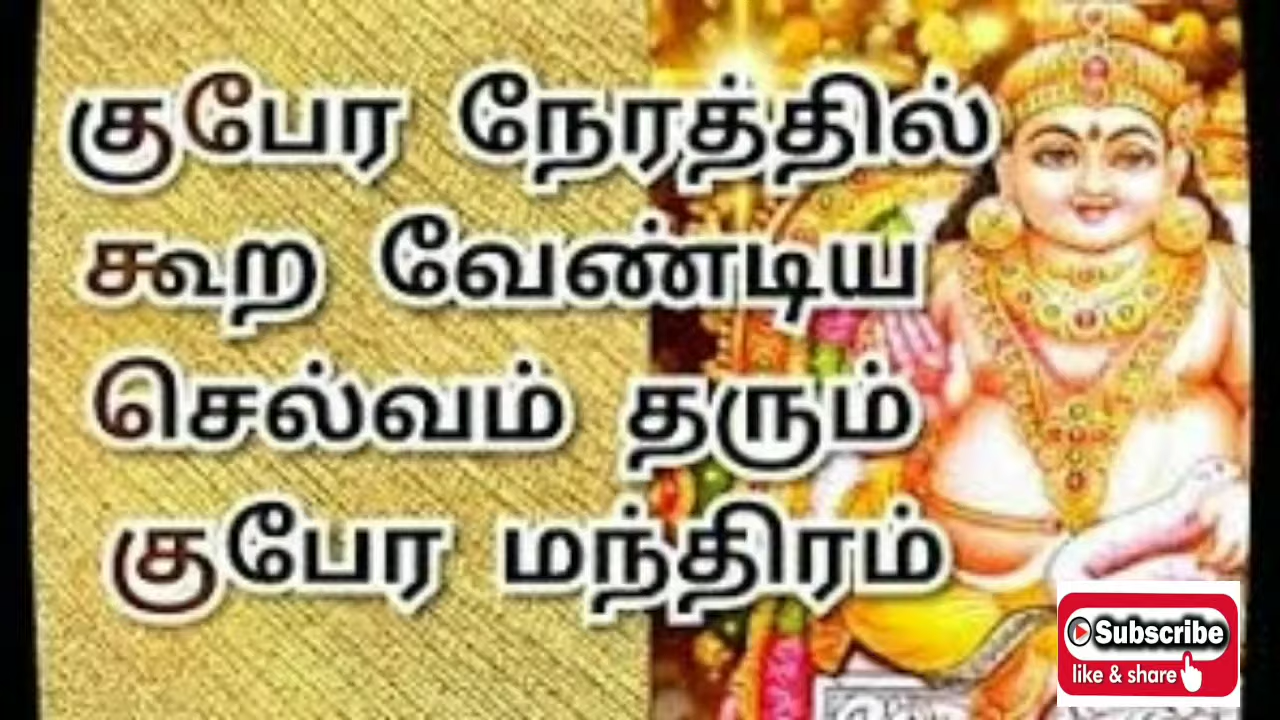 குபேர நேரத்தில்
கூற வேண்டிய
செல்வம் தரும்
குபேர மந்திரம்
Subscribe
like & share